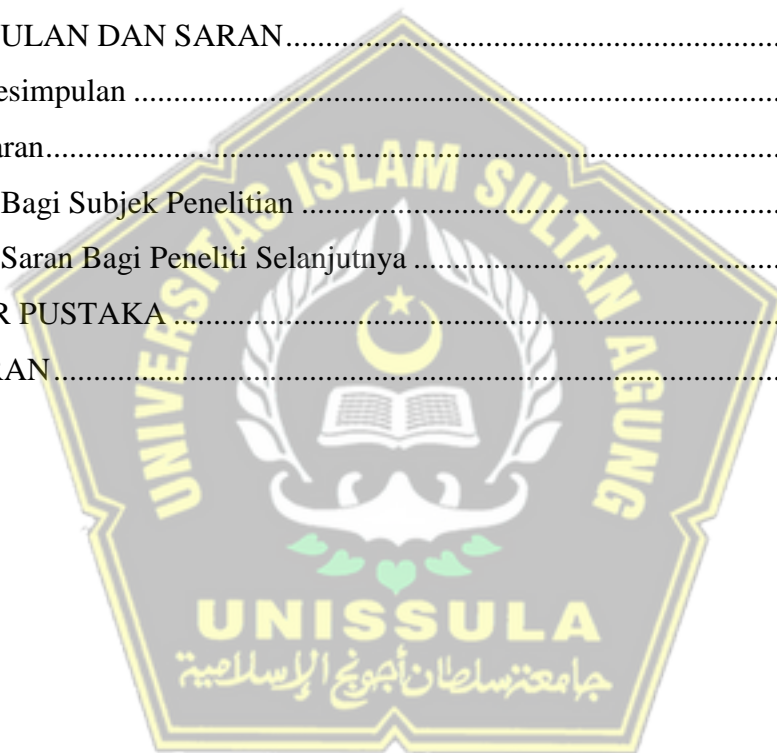 ULAN DAN SARAN
esimpulan
aran
Bagi Subjek Penelitian
Saran Bagi Peneliti Selanjutnya
R PUSTAKA
RAN
UNIVERSITAS ISLAM SULTAN AGUNG
UNISSULA
جامعة سلطان أجونج الإسلامية